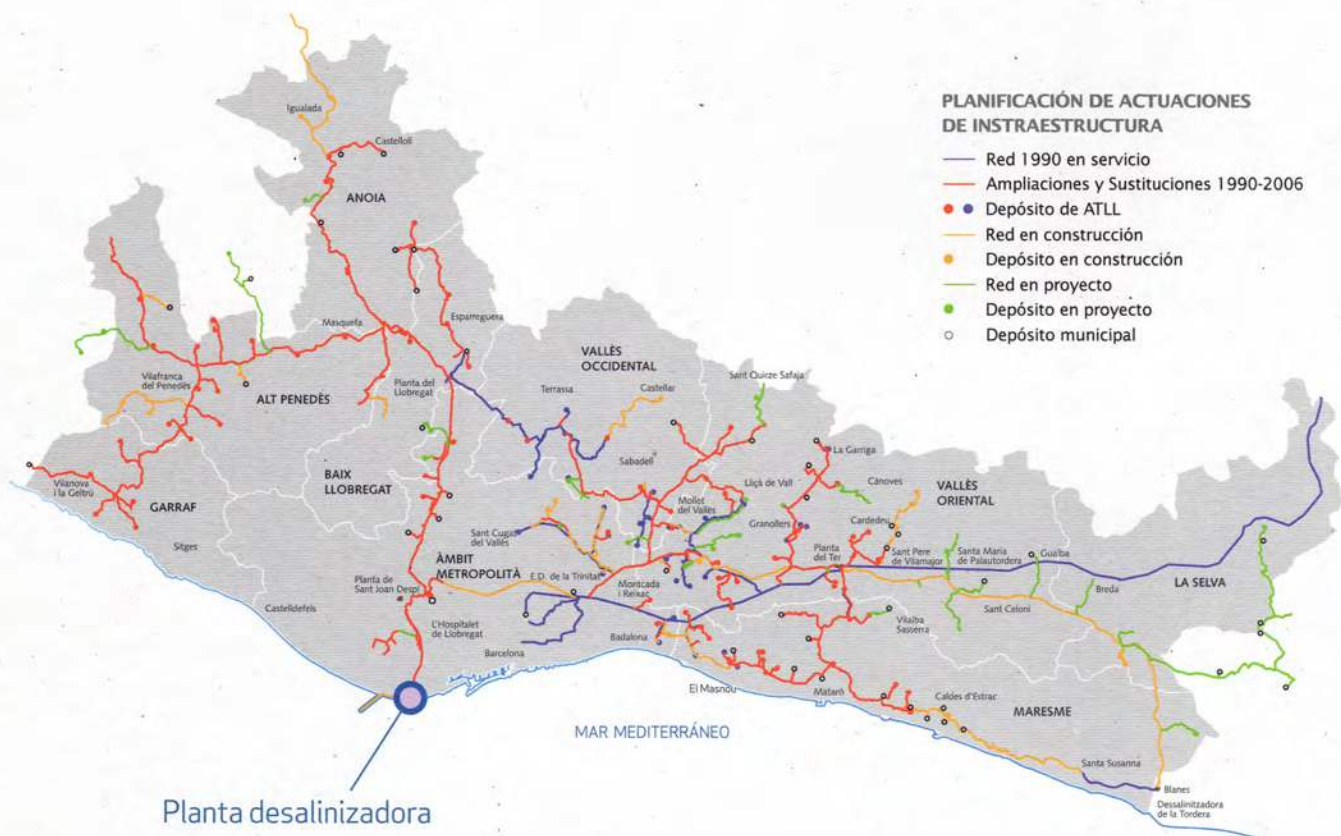 PLANIFICACIÓN DE ACTUACIONES
DE INSTRAESTRUCTURA
Red 1990 en servicio
Ampliaciones y Sustituciones 1990-2006
Depósito de ATLL
Red en construcción
Depósito en construcción
Red en proyecto
Depósito en proyecto
Depósito municipal
Igualada
Castellolí
ANOIA
Masquefa
Esparreguera
Vilafranca
del Penedès
ALT PENEDÈS
Planta del
Llobregat
VALLÈS
OCCIDENTAL
Terrassa
Castellar
Sant Quirze Safaja
Sabadell
La Garriga
Vilanova
i la Geltrú
GARRAF
BAIX
LLOBREGAT
Sitges
Mollet
del Vallès
Lliçà de Vall
Cànoves
VALLÈS
ORIENTAL
Granollers
Cardedeu
Sant Cugat
del Vallès
ÀMBIT
METROPOLITÀ
E.D. de la Trinitat
Montcada
i Reixac
Planta
del Ter
Sant Pere
de Vilamajor
Santa Maria
de Palautordera
Gualba
LA SELVA
Breda
Sant Celoni
Planta de
Sant Joan Despí
Castelldefels
L'Hospitalet
de Llobregat
Barcelona
Badalona
Vilalba
Sasserra
El Masnou
Mataró
Caldes d'Estrac
MARESME
MAR MEDITERRÁNEO
Santa Susanna
Blanes
Dessalinitzadora
de la Tordera
Planta desalinizadora